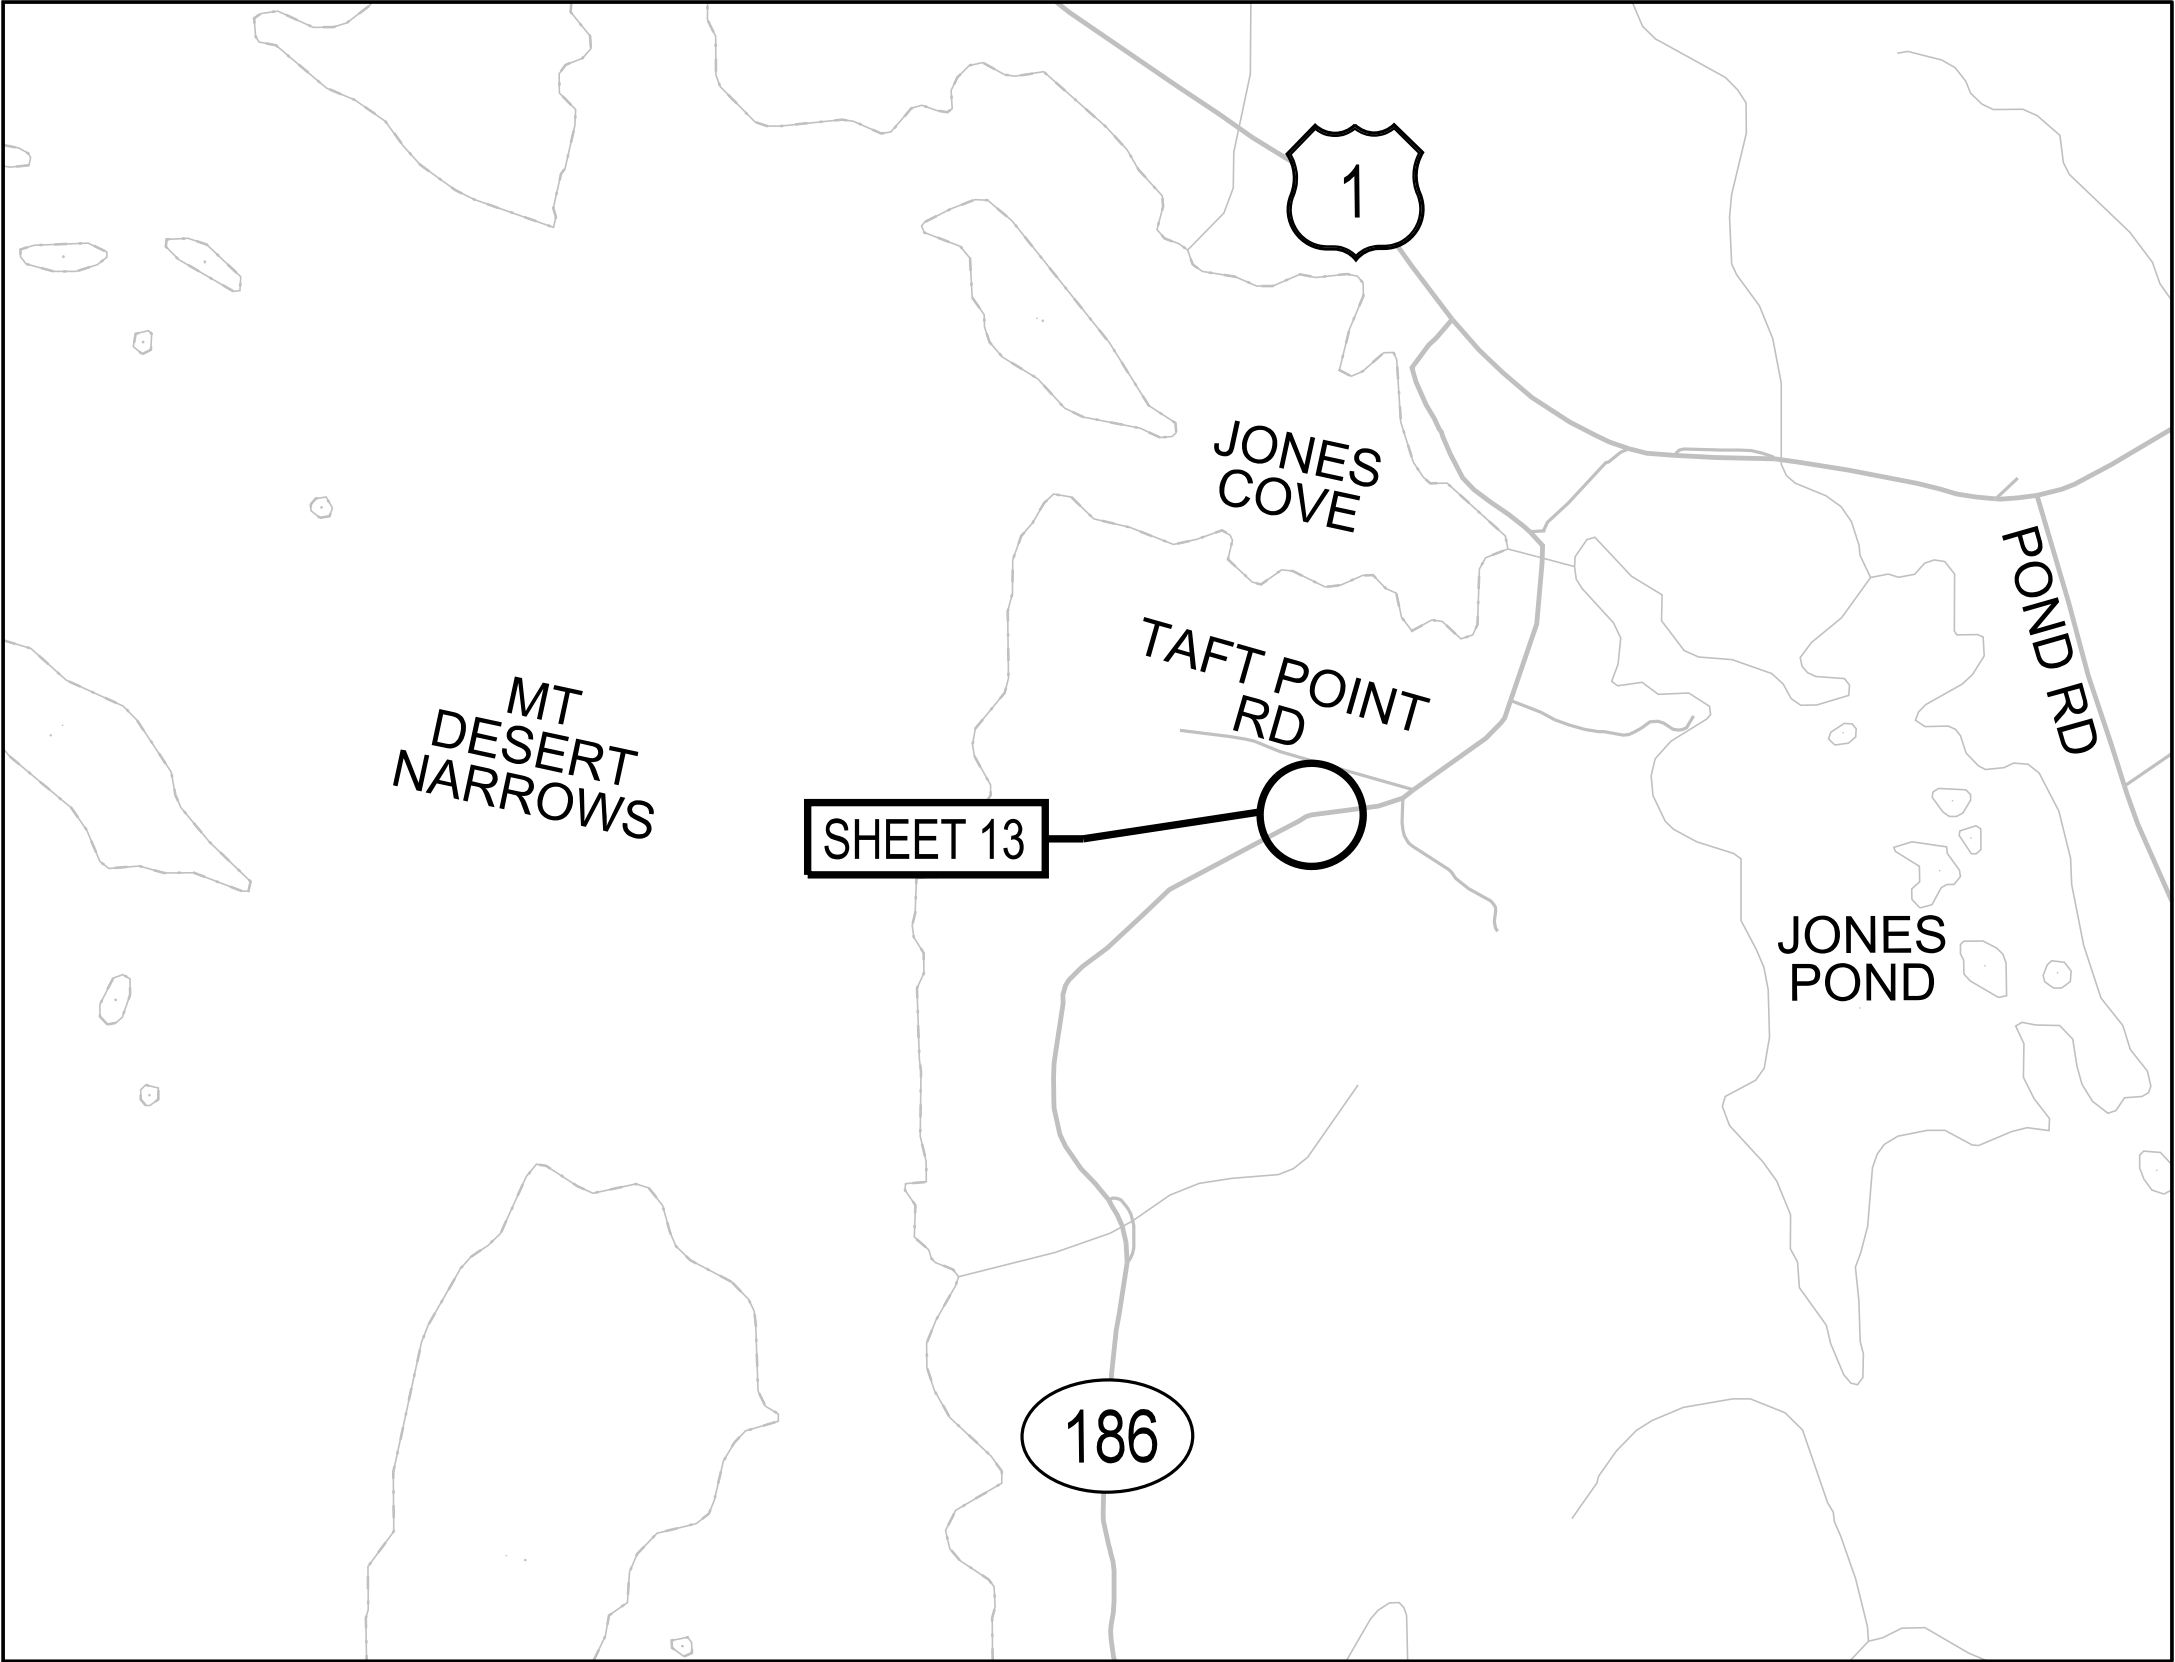 1
JONES
COVE
POND RD
TAFT POINT
RD
MT
DESERT
NARROWS
SHEET 13
JONES
POND
186